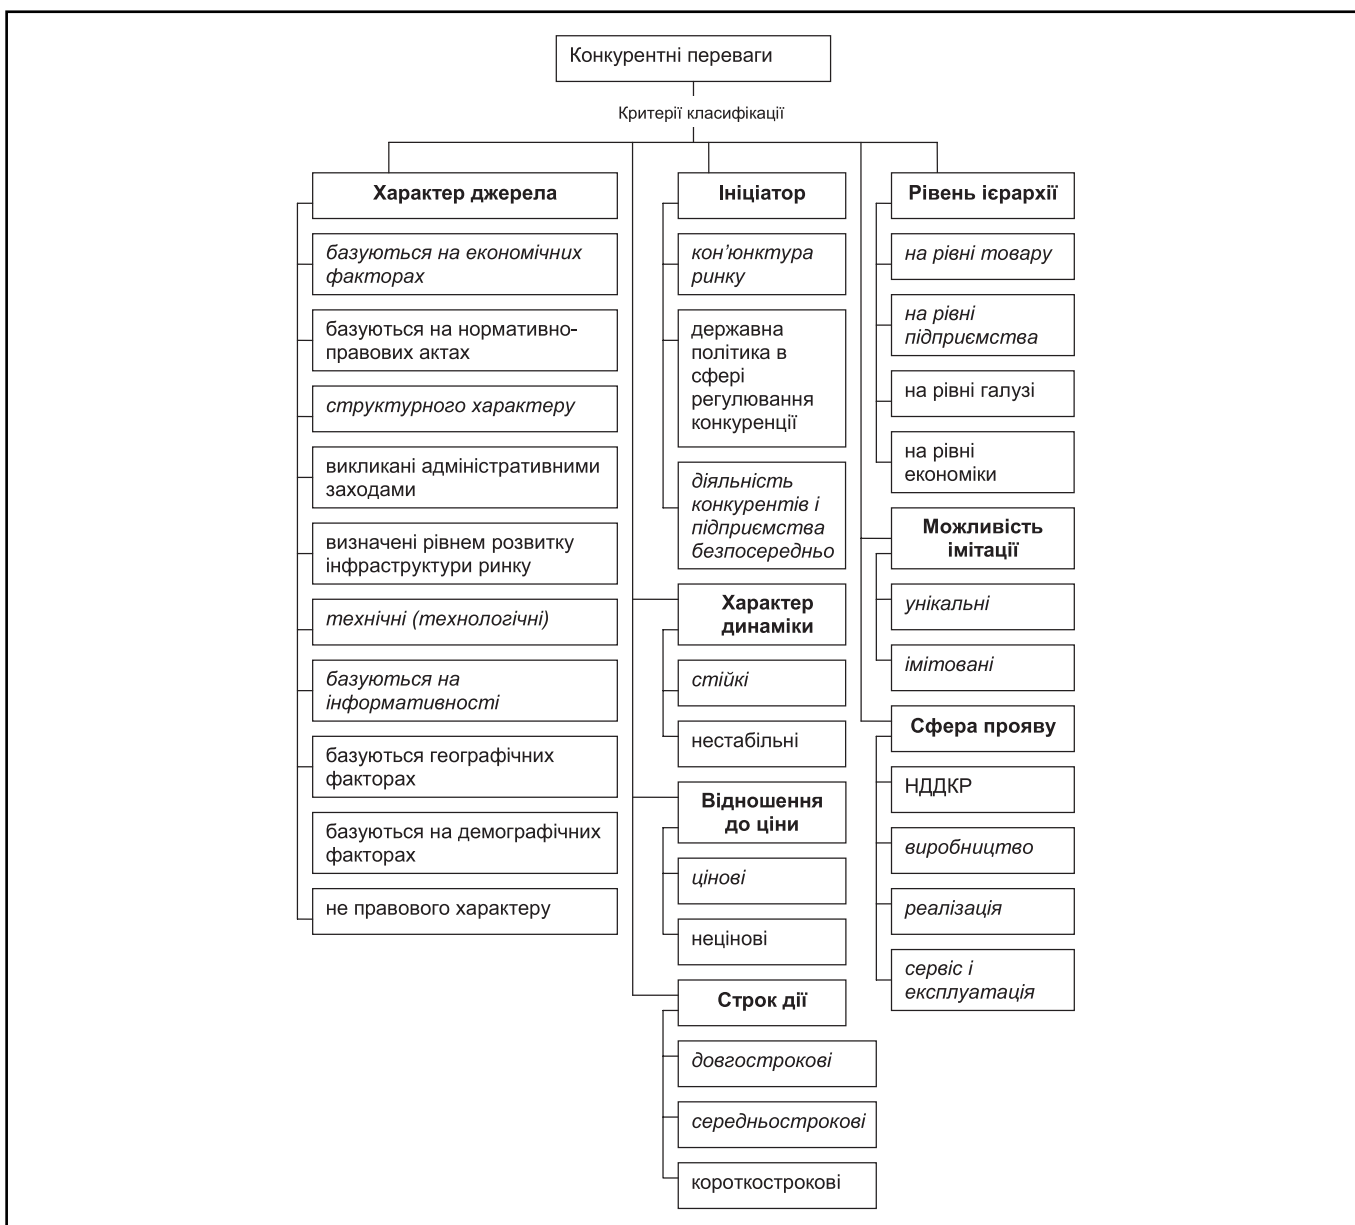 Конкурентні переваги
Критерії класифікації
Характер джерела
базуються на економічних
факторах
базуються на нормативно-
правових актах
структурного характеру
викликані адміністративними
заходами
визначені рівнем розвитку
інфраструктури ринку
технічні (технологічні)
базуються на
інформативності
базуються географічних
факторах
базуються на демографічних
факторах
не правового характеру
Ініціатор
кон’юнктура
ринку
державна
політика в
сфері
регулювання
конкуренції
діяльність
конкурентів і
підприємства
безпосередньо
Характер
динаміки
стійкі
нестабільні
Відношення
до ціни
цінові
нецінові
Строк дії
довгострокові
середньострокові
короткострокові
Рівень ієрархії
на рівні товару
на рівні
підприємства
на рівні галузі
на рівні
економіки
Можливість
імітації
унікальні
імітовані
Сфера прояву
НДДКР
виробництво
реалізація
сервіс і
експлуатація